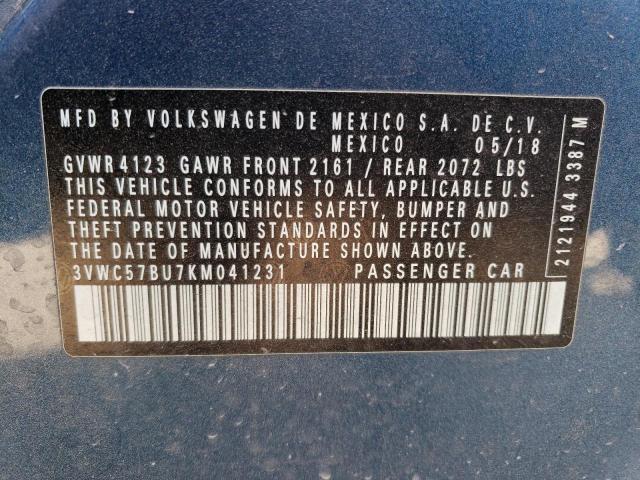 MFD BY VOLKSWAGEN DE MEXICO S.A. DE C.V.
MEXICO 05/18
GVWR 4123 GAWR FRONT 2161 / REAR 2072 LBS
THIS VEHICLE CONFORMS TO ALL APPLICABLE U.S.
FEDERAL MOTOR VEHICLE SAFETY, BUMPER AND
THEFT PREVENTION STANDARDS IN EFFECT ON
THE DATE OF MANUFACTURE SHOWN ABOVE.
3VWC57BU7KM041231 PASSENGER CAR
2121944 3387 M